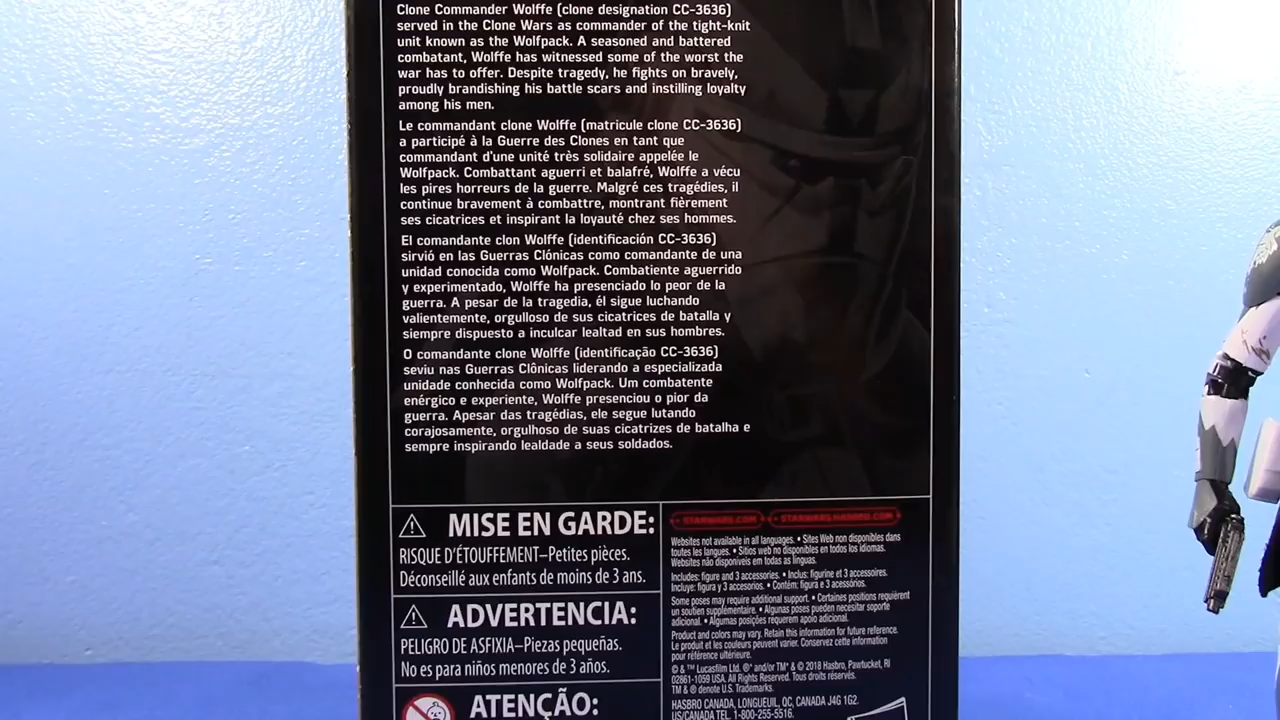 Clone Commander Wolffe (clone designation CC-3636)
served in the Clone Wars as commander of the tight-knit
unit known as the Wolfpack. A seasoned and battered
combatant, Wolffe has witnessed some of the worst the
war has to offer. Despite tragedy, he fights on bravely,
proudly brandishing his battle scars and instilling loyalty
among his men.
Le commandant clone Wolffe (matricule clone CC-3636)
a participé à la Guerre des Clones en tant que
commandant d'une unité très solidaire appelée le
Wolfpack. Combattant aguerri et balafré, Wolffe a vécu
les pires horreurs de la guerre. Malgré ces tragédies, il
continue bravement à combattre, montrant fièrement
ses cicatrices et inspirant la loyauté chez ses hommes.
El comandante clon Wolffe (identificación CC-3636)
sirvió en las Guerras Clónicas como comandante de una
unidad conocida como Wolfpack. Combatiente aguerrido
y experimentado, Wolffe ha presenciado lo peor de la
guerra. A pesar de la tragedia, él sigue luchando
valientemente, orgulloso de sus cicatrices de batalla y
siempre dispuesto a inculcar lealtad en sus hombres.
O comandante clone Wolffe (identificação CC-3636)
seviu nas Guerras Clônicas liderando a especializada
unidade conhecida como Wolfpack. Um combatente
enérgico e experiente, Wolffe presenciou o pior da
guerra. Apesar das tragédias, ele segue lutando
corajosamente, orgulhoso de suas cicatrizes de batalha e
sempre inspirando lealdade a seus soldados.
MISE EN GARDE:
RISQUE D'ÉTOUFFEMENT–Petites pièces.
Déconseillé aux enfants de moins de 3 ans.
ADVERTENCIA:
PELIGRO DE ASFIXIA–Piezas pequeñas.
No es para niños menores de 3 años.
ATENÇÃO:
STARWARS.COM STARWARS.HASBRO.COM
Websites not available in all languages. • Sites Web non disponibles dans
toutes les langues. • Sitios web no disponibles en todos los idiomas.
Websites não disponíveis em todas as línguas.
Includes: figure and 3 accessories. • Inclus: figurine et 3 accessoires.
Incluye: figura y 3 accesorios. • Contém: figura e 3 acessórios.
Some poses may require additional support. • Certaines positions requièrent
un soutien supplémentaire. • Algunas poses pueden necesitar soporte
adicional. • Algumas posições requerem apoio adicional.
Product and colors may vary. Retain this information for future reference.
Le produit et les couleurs peuvent varier. Conservez cette information
pour référence ultérieure.
© & ™ Lucasfilm Ltd. ®* and/or TM* & © 2018 Hasbro, Pawtucket, RI
02861-1059 USA. All Rights Reserved. Tous droits réservés.
TM & ® denote U.S. Trademarks.
HASBRO CANADA, LONGUEUIL, QC, CANADA J4G 1G2.
US/CANADA TEL. 1-800-255-5516.